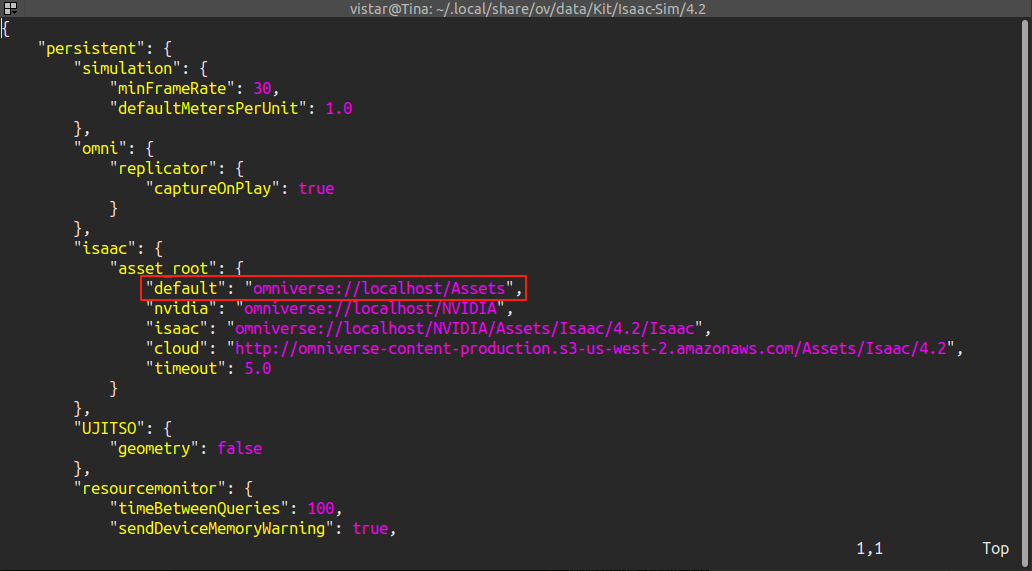 vistar@Tina: ~/.local/share/ov/data/Kit/Isaac-Sim/4.2
{
    "persistent": {
        "simulation": {
            "minFrameRate": 30,
            "defaultMetersPerUnit": 1.0
        },
        "omni": {
            "replicator": {
                "captureOnPlay": true
            }
        },
        "isaac": {
            "asset_root": {
                "default": "omniverse://localhost/Assets",
                "nvidia": "omniverse://localhost/NVIDIA",
                "isaac": "omniverse://localhost/NVIDIA/Assets/Isaac/4.2/Isaac",
                "cloud": "http://omniverse-content-production.s3-us-west-2.amazonaws.com/Assets/Isaac/4.2",
                "timeout": 5.0
            }
        },
        "UJITSO": {
            "geometry": false
        },
        "resourcemonitor": {
            "timeBetweenQueries": 100,
            "sendDeviceMemoryWarning": true,
1,1 Top